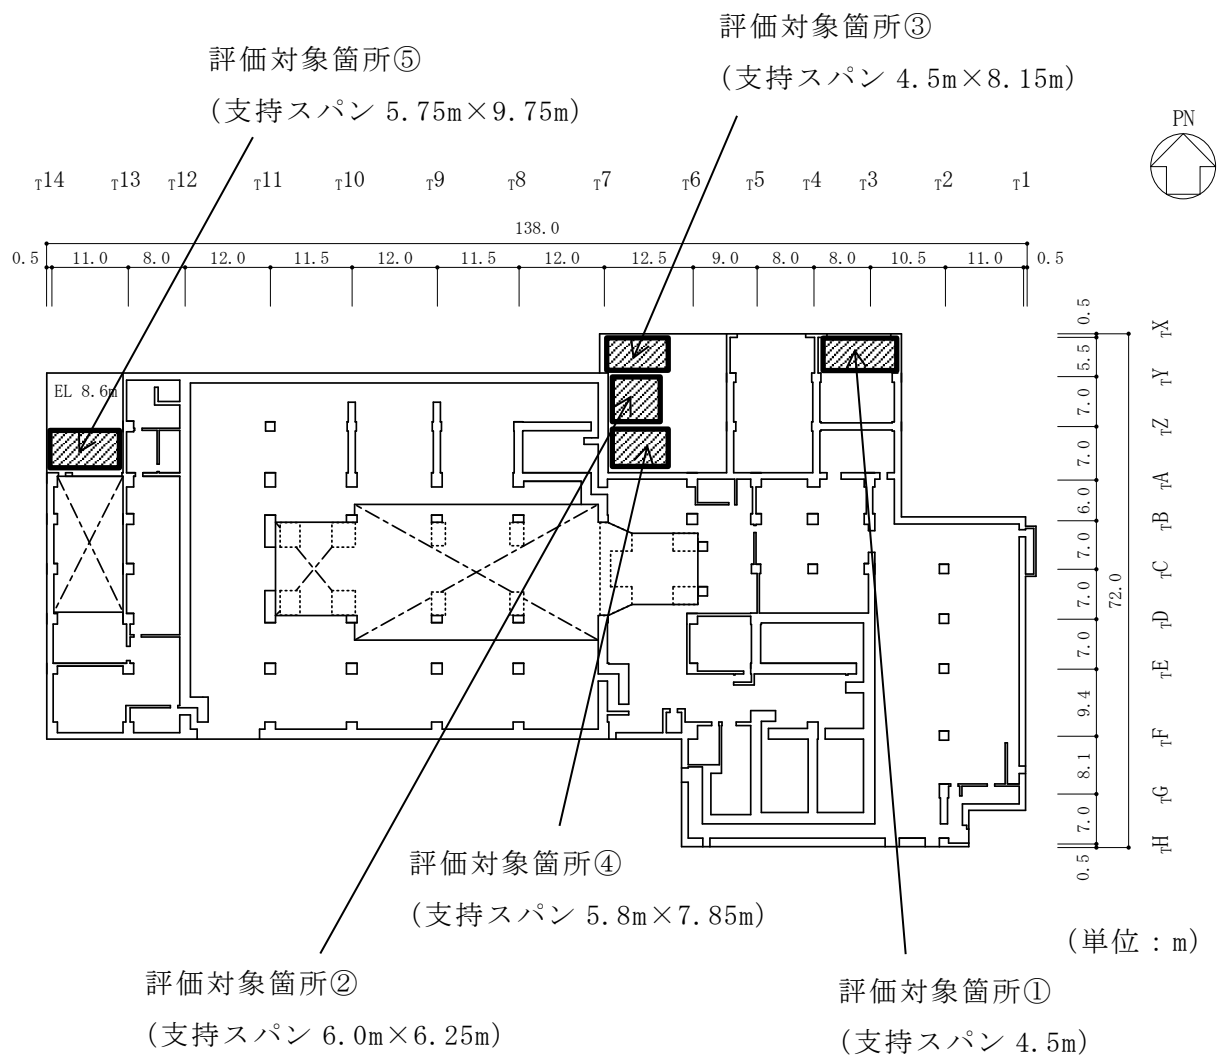 評価対象箇所③
(支持スパン 4.5m×8.15m)
評価対象箇所⑤
(支持スパン 5.75m×9.75m)
PN
T14 T13 T12 T11 T10 T9 T8 T7 T6 T5 T4 T3 T2 T1
138.0
0.5 11.0 8.0 12.0 11.5 12.0 11.5 12.0 12.5 9.0 8.0 8.0 10.5 11.0 0.5
EL 8.6m
0.5 5.5 7.0 7.0 6.0 7.0 7.0 7.0 9.4 8.1 7.0 0.5
72.0
TX
TY
TZ
TA
TB
TC
TD
TE
TF
TG
TH
評価対象箇所④
(支持スパン 5.8m×7.85m)
(単位：m)
評価対象箇所②
(支持スパン 6.0m×6.25m)
評価対象箇所①
(支持スパン 4.5m)